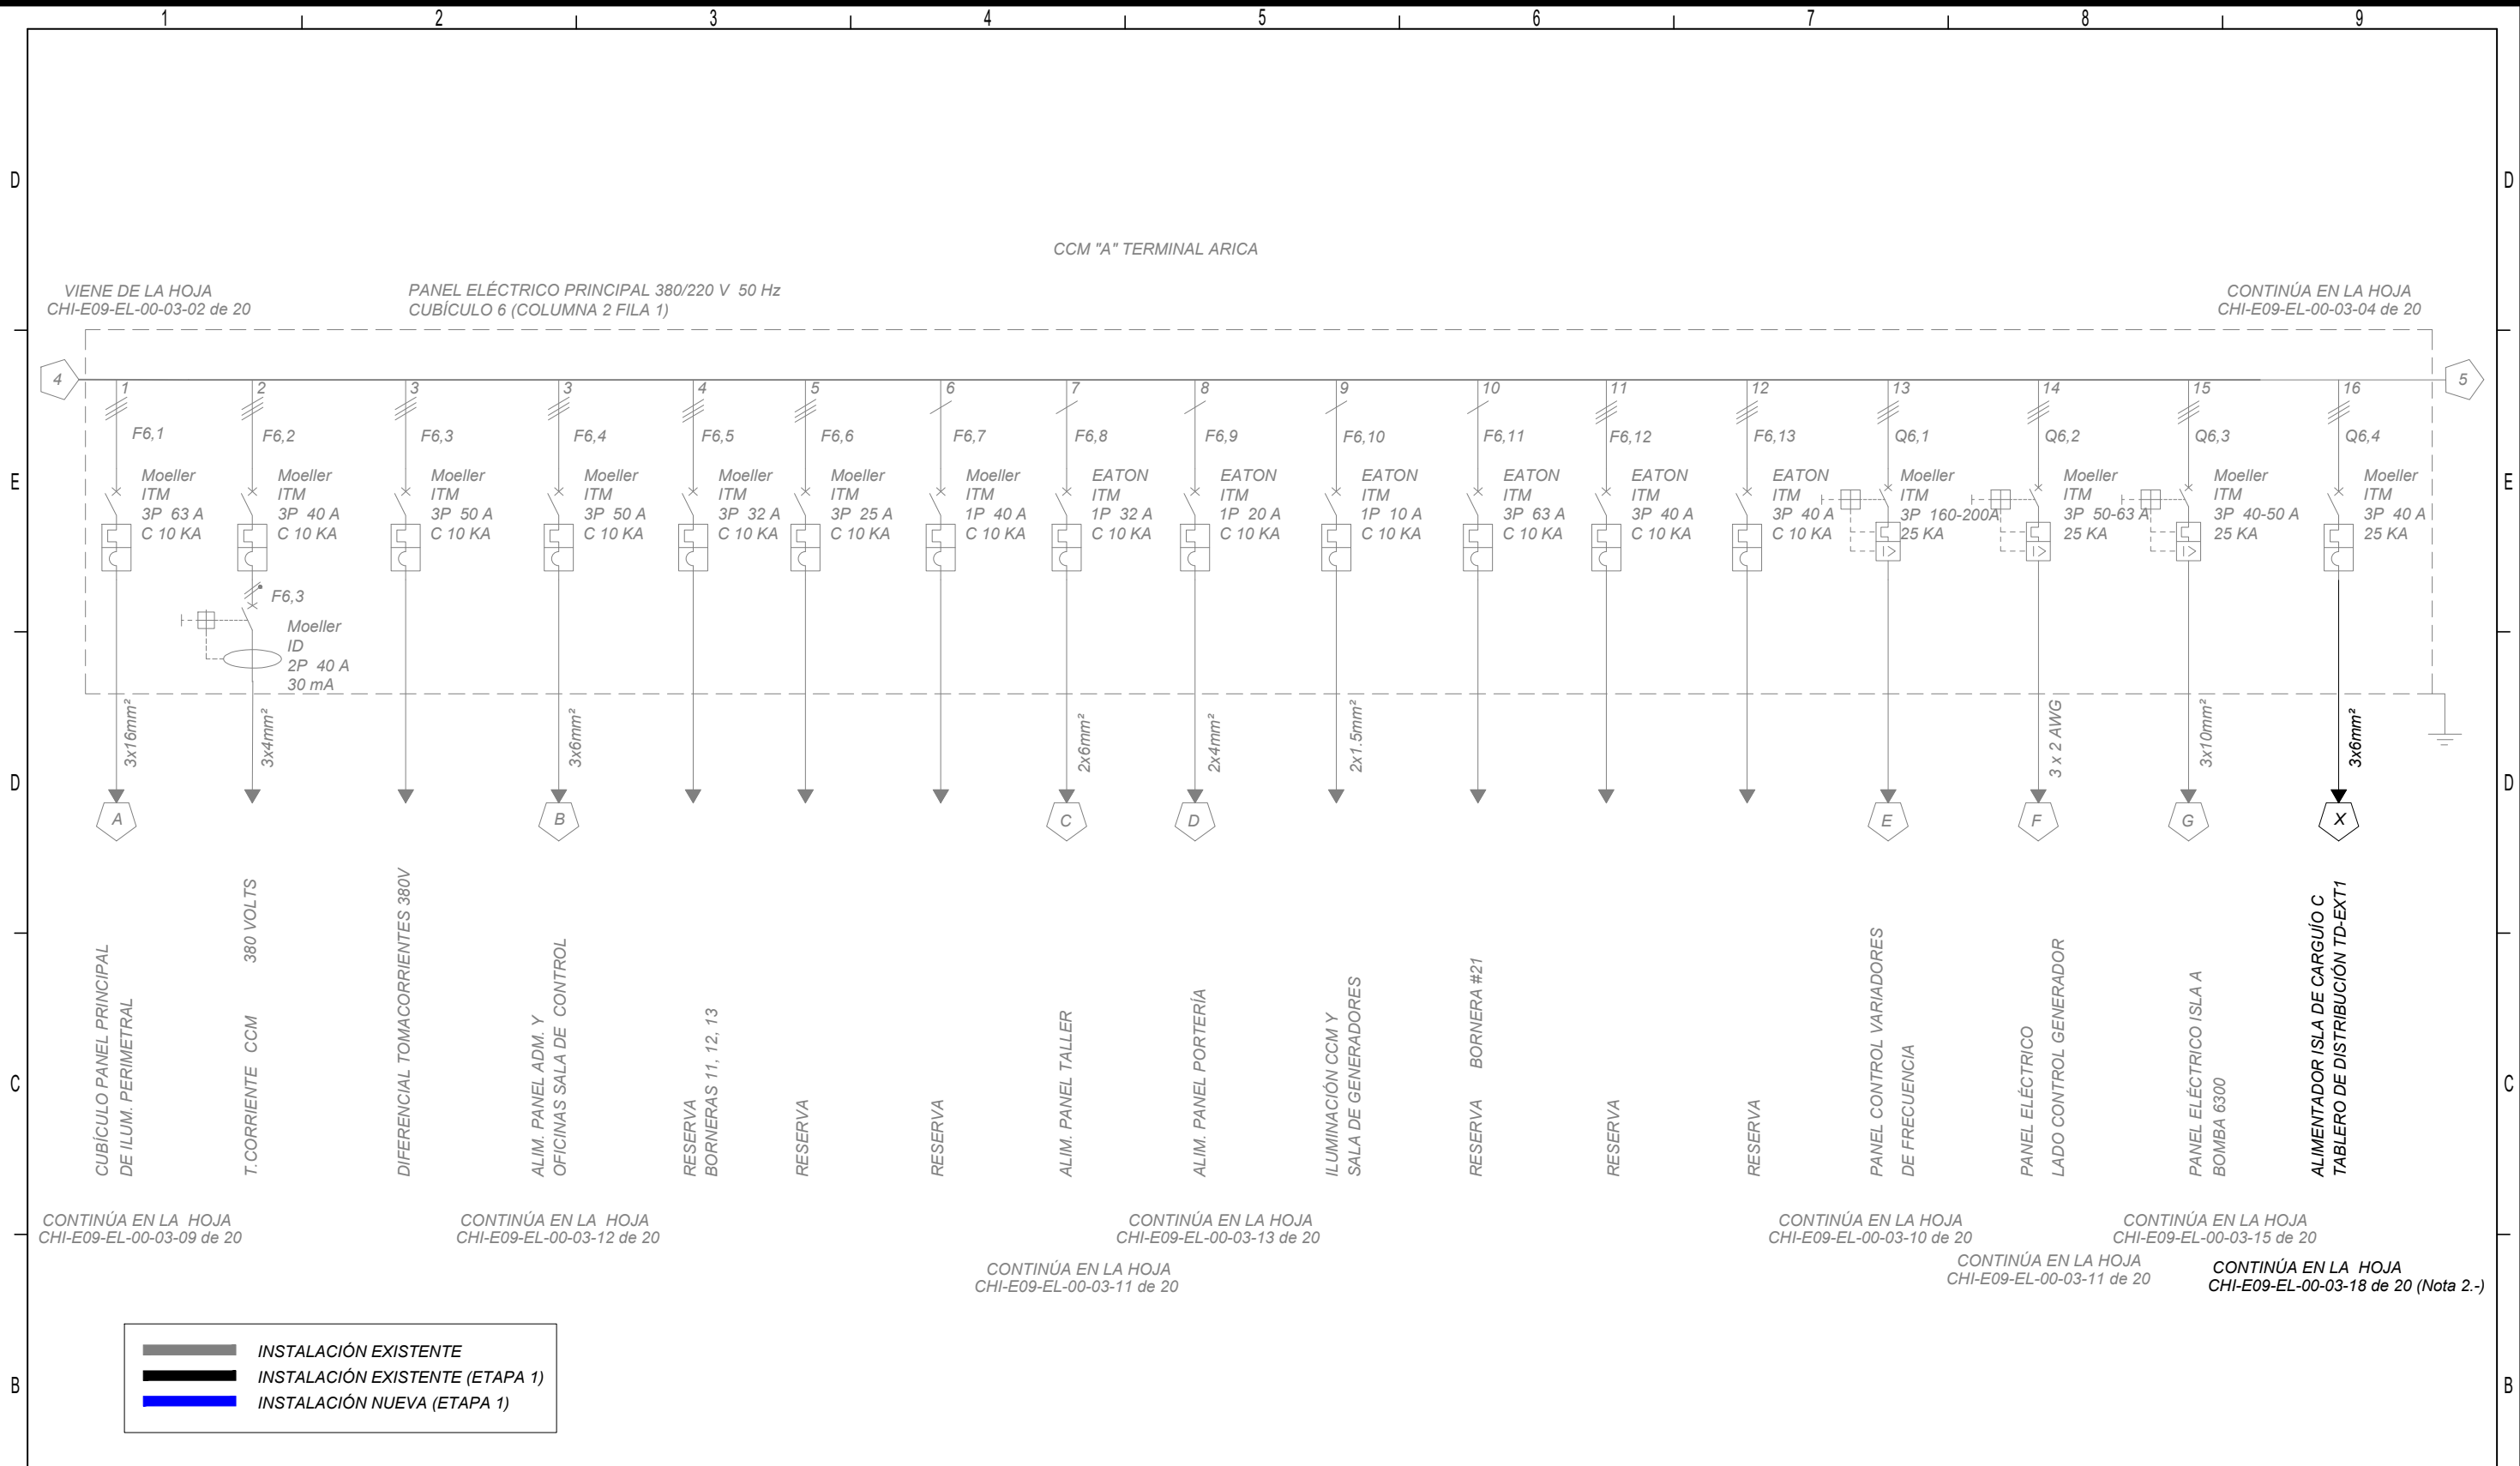 1 2 3 4 5 6 7 8 9
D D
CCM "A" TERMINAL ARICA
VIENE DE LA HOJA
CHI-E09-EL-00-03-02 de 20
PANEL ELÉCTRICO PRINCIPAL 380/220 V 50 Hz
CUBÍCULO 6 (COLUMNA 2 FILA 1)
CONTINÚA EN LA HOJA
CHI-E09-EL-00-03-04 de 20
4 5
1 2 3 3 4 5 6 7 8 9 10 11 12 13 14 15 16
F6,1 F6,2 F6,3 F6,4 F6,5 F6,6 F6,7 F6,8 F6,9 F6,10 F6,11 F6,12 F6,13 Q6,1 Q6,2 Q6,3 Q6,4
E E
Moeller
ITM
3P 63 A
C 10 KA
Moeller
ITM
3P 40 A
C 10 KA
Moeller
ITM
3P 50 A
C 10 KA
Moeller
ITM
3P 50 A
C 10 KA
Moeller
ITM
3P 32 A
C 10 KA
Moeller
ITM
3P 25 A
C 10 KA
Moeller
ITM
1P 40 A
C 10 KA
EATON
ITM
1P 32 A
C 10 KA
EATON
ITM
1P 20 A
C 10 KA
EATON
ITM
1P 10 A
C 10 KA
EATON
ITM
3P 63 A
C 10 KA
EATON
ITM
3P 40 A
C 10 KA
EATON
ITM
3P 40 A
C 10 KA
Moeller
ITM
3P 160-200A
25 KA
Moeller
ITM
3P 50-63 A
25 KA
Moeller
ITM
3P 40-50 A
25 KA
Moeller
ITM
3P 40 A
25 KA
F6,3
Moeller
ID
2P 40 A
30 mA
3x16mm²
3x4mm²
3x6mm²
2x6mm²
2x4mm²
2x1.5mm²
3 x 2 AWG
3x10mm²
3x6mm²
D D
A B C D E F G X
CUBÍCULO PANEL PRINCIPAL
DE ILUM. PERIMETRAL
T.CORRIENTE CCM 380 VOLTS
DIFERENCIAL TOMACORRIENTES 380V
ALIM. PANEL ADM. Y
OFICINAS SALA DE CONTROL
RESERVA
BORNERAS 11, 12, 13
RESERVA
RESERVA
ALIM. PANEL TALLER
ALIM. PANEL PORTERÍA
ILUMINACIÓN CCM Y
SALA DE GENERADORES
RESERVA BORNERA #21
RESERVA
RESERVA
PANEL CONTROL VARIADORES
DE FRECUENCIA
PANEL ELÉCTRICO
LADO CONTROL GENERADOR
PANEL ELÉCTRICO ISLA A
BOMBA 6300
ALIMENTADOR ISLA DE CARGUÍO C
TABLERO DE DISTRIBUCIÓN TD-EXT1
C C
CONTINÚA EN LA HOJA
CHI-E09-EL-00-03-09 de 20
CONTINÚA EN LA HOJA
CHI-E09-EL-00-03-12 de 20
CONTINÚA EN LA HOJA
CHI-E09-EL-00-03-11 de 20
CONTINÚA EN LA HOJA
CHI-E09-EL-00-03-13 de 20
CONTINÚA EN LA HOJA
CHI-E09-EL-00-03-10 de 20
CONTINÚA EN LA HOJA
CHI-E09-EL-00-03-11 de 20
CONTINÚA EN LA HOJA
CHI-E09-EL-00-03-15 de 20
CONTINÚA EN LA HOJA
CHI-E09-EL-00-03-18 de 20 (Nota 2.-)
INSTALACIÓN EXISTENTE
INSTALACIÓN EXISTENTE (ETAPA 1)
INSTALACIÓN NUEVA (ETAPA 1)
B B